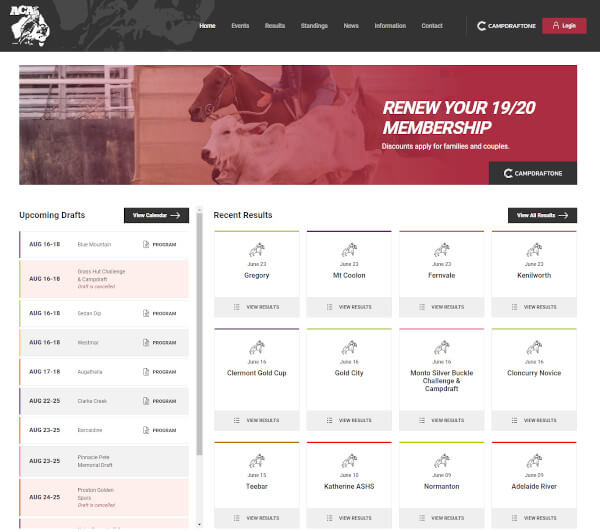 ACA
Home
Events
Results
Standings
News
Information
Contact
CAMPDRAFTONE
Login
RENEW YOUR 19/20
MEMBERSHIP
Discounts apply for families and couples.
CAMPDRAFTONE
Upcoming Drafts
View Calendar
AUG 16-18
Blue Mountain
PROGRAM
AUG 16-18
Grass Hut Challenge
& Campdraft
Draft is cancelled
AUG 16-18
Sedan Dip
PROGRAM
AUG 16-18
Westmar
PROGRAM
AUG 17-18
Augathella
PROGRAM
AUG 22-25
Clarke Creek
PROGRAM
AUG 23-25
Barcaldine
PROGRAM
AUG 23-25
Pinnacle Pete
Memorial Draft
AUG 24-25
Preston Golden
Spurs
Draft is cancelled
Recent Results
View All Results
June 23
Gregory
VIEW RESULTS
June 23
Mt Coolon
VIEW RESULTS
June 23
Fernvale
VIEW RESULTS
June 23
Kenilworth
VIEW RESULTS
June 16
Clermont Gold Cup
VIEW RESULTS
June 16
Gold City
VIEW RESULTS
June 16
Monto Silver Buckle
Challenge &
Campdraft
VIEW RESULTS
June 16
Cloncurry Novice
VIEW RESULTS
June 15
Teebar
VIEW RESULTS
June 10
Katherine ASHS
VIEW RESULTS
June 09
Normanton
VIEW RESULTS
June 09
Adelaide River
VIEW RESULTS